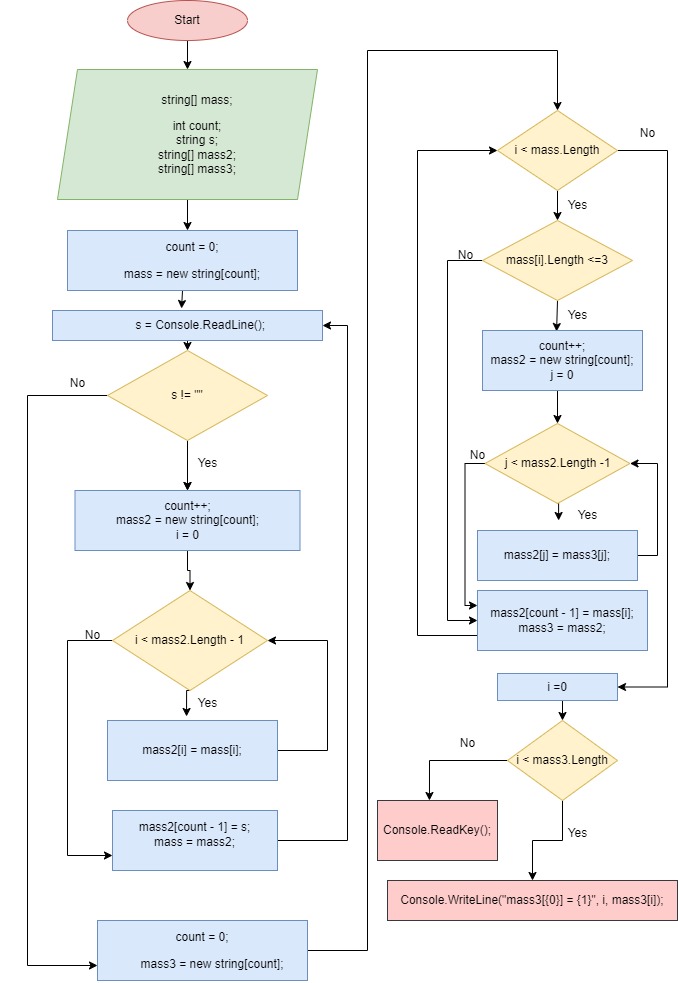 Start
string[] mass;
int count;
string s;
string[] mass2;
string[] mass3;
count = 0;
mass = new string[count];
s = Console.ReadLine();
s != ""
No
Yes
count++;
mass2 = new string[count];
i = 0
i < mass2.Length - 1
No
Yes
mass2[i] = mass[i];
mass2[count - 1] = s;
mass = mass2;
count = 0;
mass3 = new string[count];
i < mass.Length
No
Yes
mass[i].Length <=3
No
Yes
count++;
mass2 = new string[count];
j = 0
j < mass2.Length -1
No
Yes
mass2[j] = mass3[j];
mass2[count - 1] = mass[i];
mass3 = mass2;
i =0
i < mass3.Length
No
Console.ReadKey();
Yes
Console.WriteLine("mass3[{0}] = {1}", i, mass3[i]);